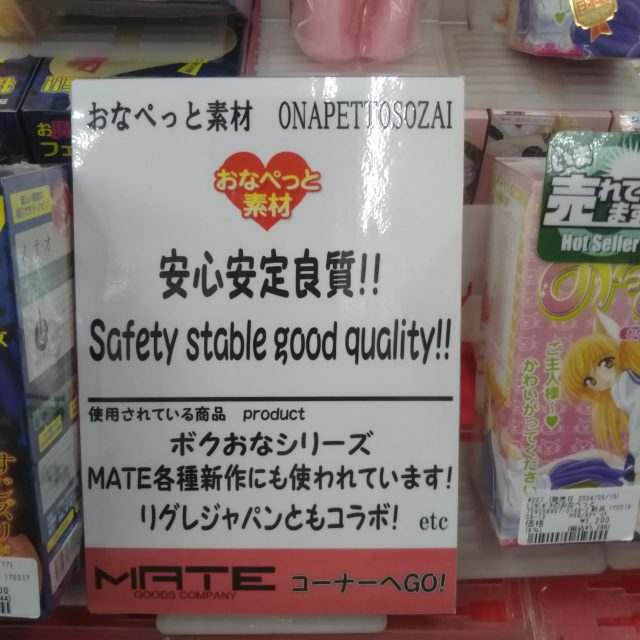 おなぺっと素材 ONAPETTOSOZAI
おなぺっと
素材
安心安定良質!!
Safety stable good quality!!
使用されている商品 product
ボクおなシリーズ
MATE各種新作にも使われています!
リグレジャパンともコラボ! etc
MATE
GOODS COMPANY
コーナーへGO!
売れて
ます
Hot Seller
ご主人様~♥
かわいがってください
価格
¥1,200